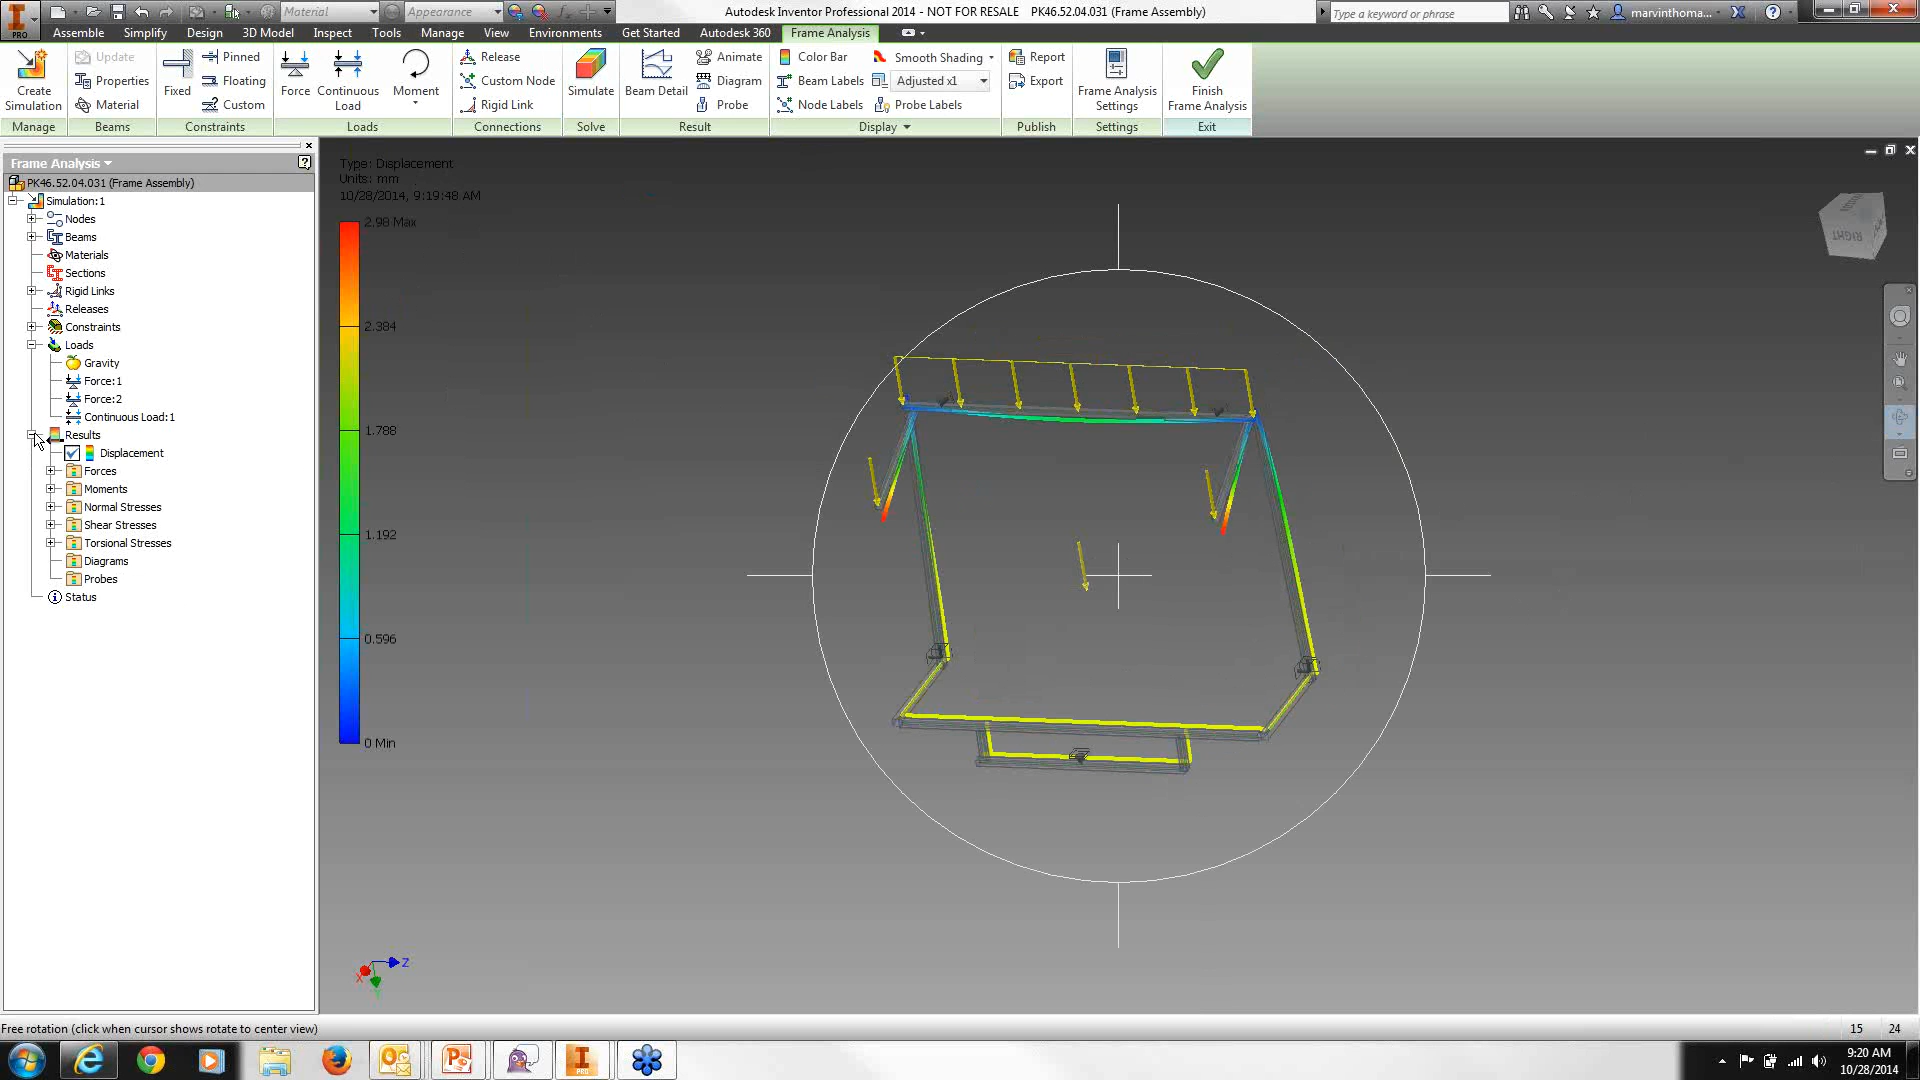 Material
Appearance
Autodesk Inventor Professional 2014 - NOT FOR RESALE PK46.52.04.031 (Frame Assembly)
Type a keyword or phrase
marvinthoma...
PRO
Assemble Simplify Design 3D Model Inspect Tools Manage View Environments Get Started Autodesk 360 Frame Analysis
Create Simulation
Manage
Update
Properties
Material
Beams
Fixed
Pinned
Floating
Custom
Constraints
Force
Continuous Load
Moment
Loads
Release
Custom Node
Rigid Link
Connections
Simulate
Solve
Beam Detail
Animate
Diagram
Probe
Result
Color Bar
Beam Labels
Node Labels
Smooth Shading
Adjusted x1
Probe Labels
Display
Report
Export
Publish
Frame Analysis Settings
Settings
Finish Frame Analysis
Exit
Frame Analysis
PK46.52.04.031 (Frame Assembly)
Simulation:1
Nodes
Beams
Materials
Sections
Rigid Links
Releases
Constraints
Loads
Gravity
Force:1
Force:2
Continuous Load:1
Results
Displacement
Forces
Moments
Normal Stresses
Shear Stresses
Torsional Stresses
Diagrams
Probes
Status
Type: Displacement
Units: mm
10/28/2014, 9:19:48 AM
2.98 Max
2.384
1.788
1.192
0.596
0 Min
RIGHT
X
Y
Z
Free rotation (click when cursor shows rotate to center view)
15 24
9:20 AM
10/28/2014